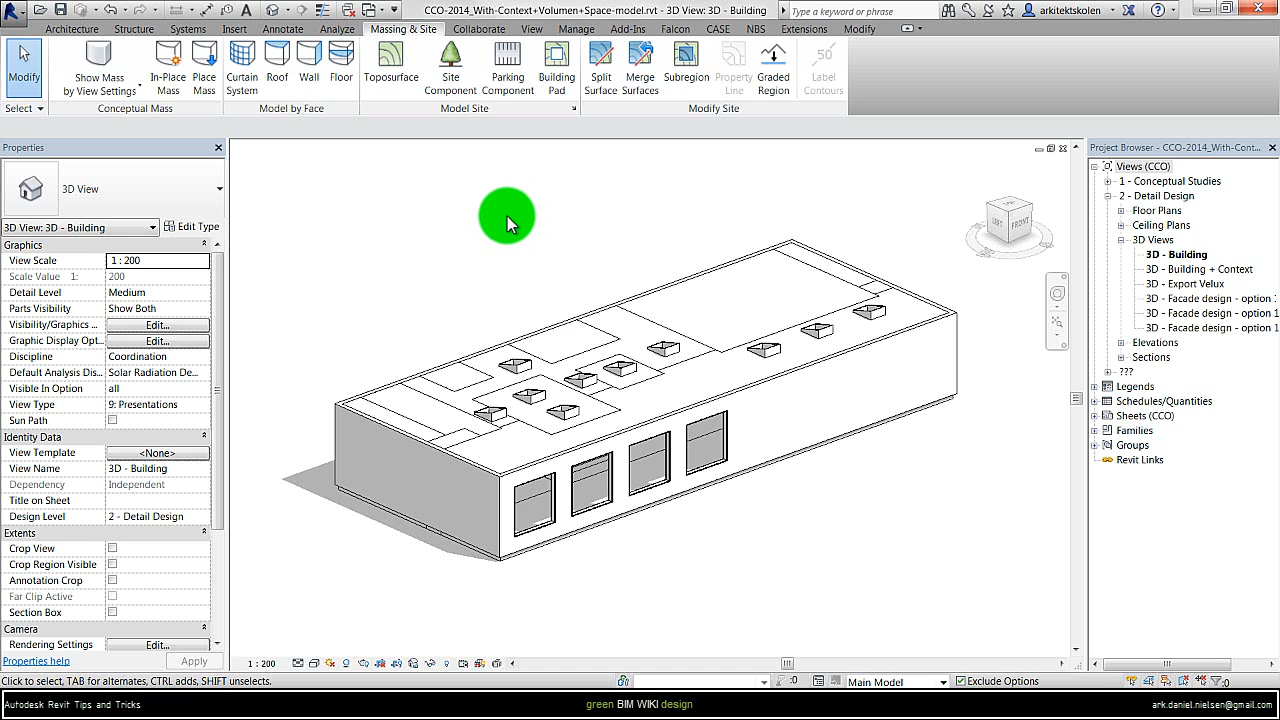 CCO-2014_With-Context+Volumen+Space-model.rvt - 3D View: 3D - Building
Type a keyword or phrase
arkitektskolen
Architecture Structure Systems Insert Annotate Analyze Massing & Site Collaborate View Manage Add-Ins Falcon CASE NBS Extensions Modify
Modify
Show Mass
by View Settings
In-Place
Mass
Place
Mass
Curtain
System
Roof
Wall
Floor
Toposurface
Site
Component
Parking
Component
Building
Pad
Split
Surface
Merge
Surfaces
Subregion
Property
Line
Graded
Region
50
Label
Contours
Select
Conceptual Mass
Model by Face
Model Site
Modify Site
Properties
3D View
3D View: 3D - Building
Edit Type
Graphics
View Scale 1 : 200
Scale Value 1: 200
Detail Level Medium
Parts Visibility Show Both
Visibility/Graphics ... Edit...
Graphic Display Opt... Edit...
Discipline Coordination
Default Analysis Dis... Solar Radiation De...
Visible In Option all
View Type 9: Presentations
Sun Path
Identity Data
View Template <None>
View Name 3D - Building
Dependency Independent
Title on Sheet
Design Level 2 - Detail Design
Extents
Crop View
Crop Region Visible
Annotation Crop
Far Clip Active
Section Box
Camera
Rendering Settings Edit...
Properties help
Apply
FRONT
1 : 200
Project Browser - CCO-2014_With-Cont...
Views (CCO)
1 - Conceptual Studies
2 - Detail Design
Floor Plans
Ceiling Plans
3D Views
3D - Building
3D - Building + Context
3D - Export Velux
3D - Facade design - option
3D - Facade design - option 1
3D - Facade design - option 1
Elevations
Sections
???
Legends
Schedules/Quantities
Sheets (CCO)
Families
Groups
Revit Links
Click to select, TAB for alternates, CTRL adds, SHIFT unselects.
:0
Main Model
Exclude Options
:0
Autodesk Revit Tips and Tricks
green BIM WIKI design
ark.daniel.nielsen@gmail.com